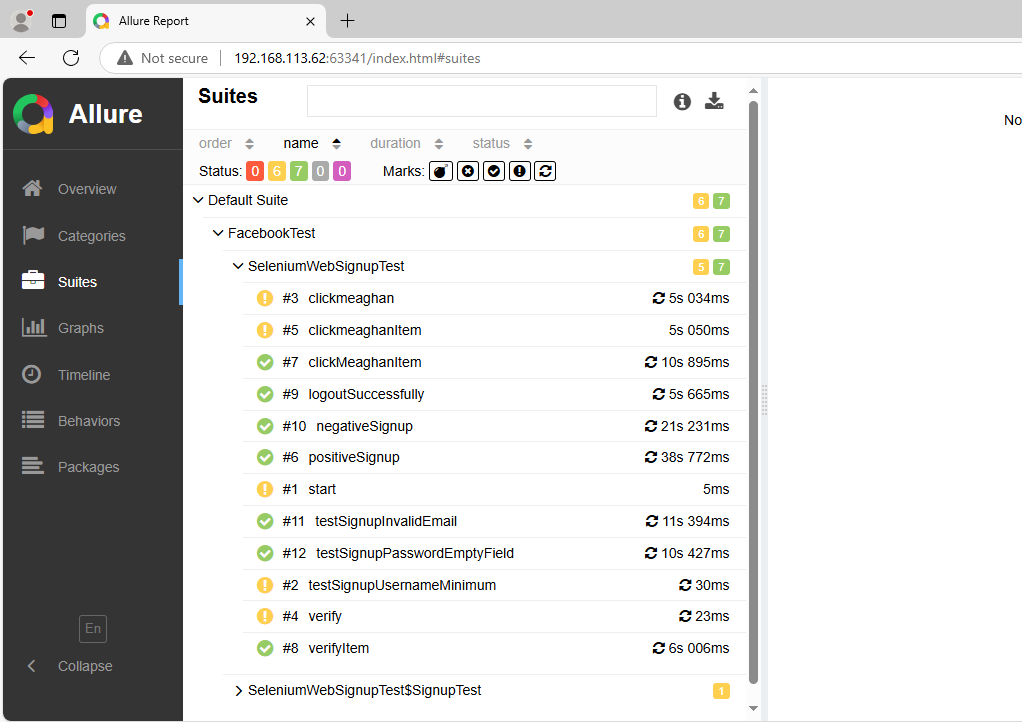 Allure Report
Not secure 192.168.113.62:63341/index.html#suites
Allure
Overview
Categories
Suites
Graphs
Timeline
Behaviors
Packages
En
Collapse
Suites
order name duration status
Status: 0 6 7 0 0 Marks:
Default Suite 6 7
FacebookTest 6 7
SeleniumWebSignupTest 5 7
#3 clickmeaghan 5s 034ms
#5 clickmeaghanItem 5s 050ms
#7 clickMeaghanItem 10s 895ms
#9 logoutSuccessfully 5s 665ms
#10 negativeSignup 21s 231ms
#6 positiveSignup 38s 772ms
#1 start 5ms
#11 testSignupInvalidEmail 11s 394ms
#12 testSignupPasswordEmptyField 10s 427ms
#2 testSignupUsernameMinimum 30ms
#4 verify 23ms
#8 verifyItem 6s 006ms
SeleniumWebSignupTest$SignupTest 1
No